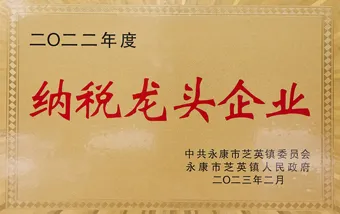 二〇二二年度
纳税龙头企业
中共永康市芝英镇委员会
永康市芝英镇人民政府
二〇二三年二月